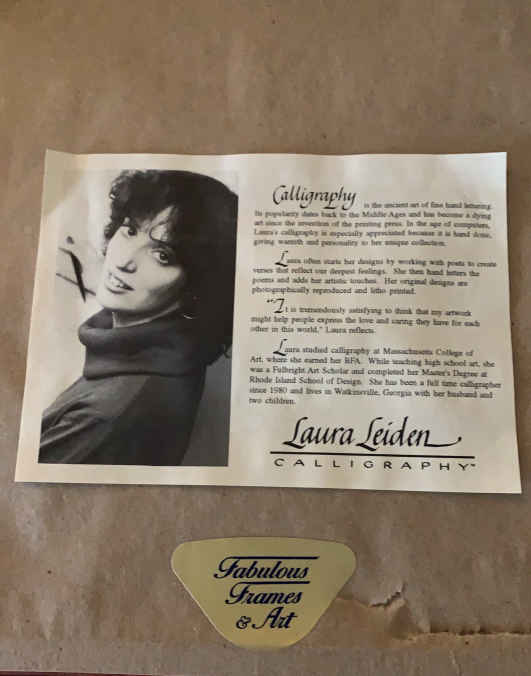 Calligraphy is the ancient art of fine hand lettering.
Its popularity dates back to the Middle Ages and has become a dying
art since the invention of the printing press. In the age of computers,
Laura's calligraphy is especially appreciated because it is hand done,
giving warmth and personality to her unique collection.
Laura often starts her designs by working with poets to create
verses that reflect our deepest feelings. She then hand letters the
poems and adds her artistic touches. Her original designs are
photographically reproduced and litho printed.
"It is tremendously satisfying to think that my artwork
might help people express the love and caring they have for each
other in this world," Laura reflects.
Laura studied calligraphy at Massachusetts College of
Art, where she earned her BFA. While teaching high school art, she
was a Fulbright Art Scholar and completed her Master's Degree at
Rhode Island School of Design. She has been a full time calligrapher
since 1980 and lives in Watkinsville, Georgia with her husband and
two children.
Laura Leiden
CALLIGRAPHY™
Fabulous
Frames
& Art